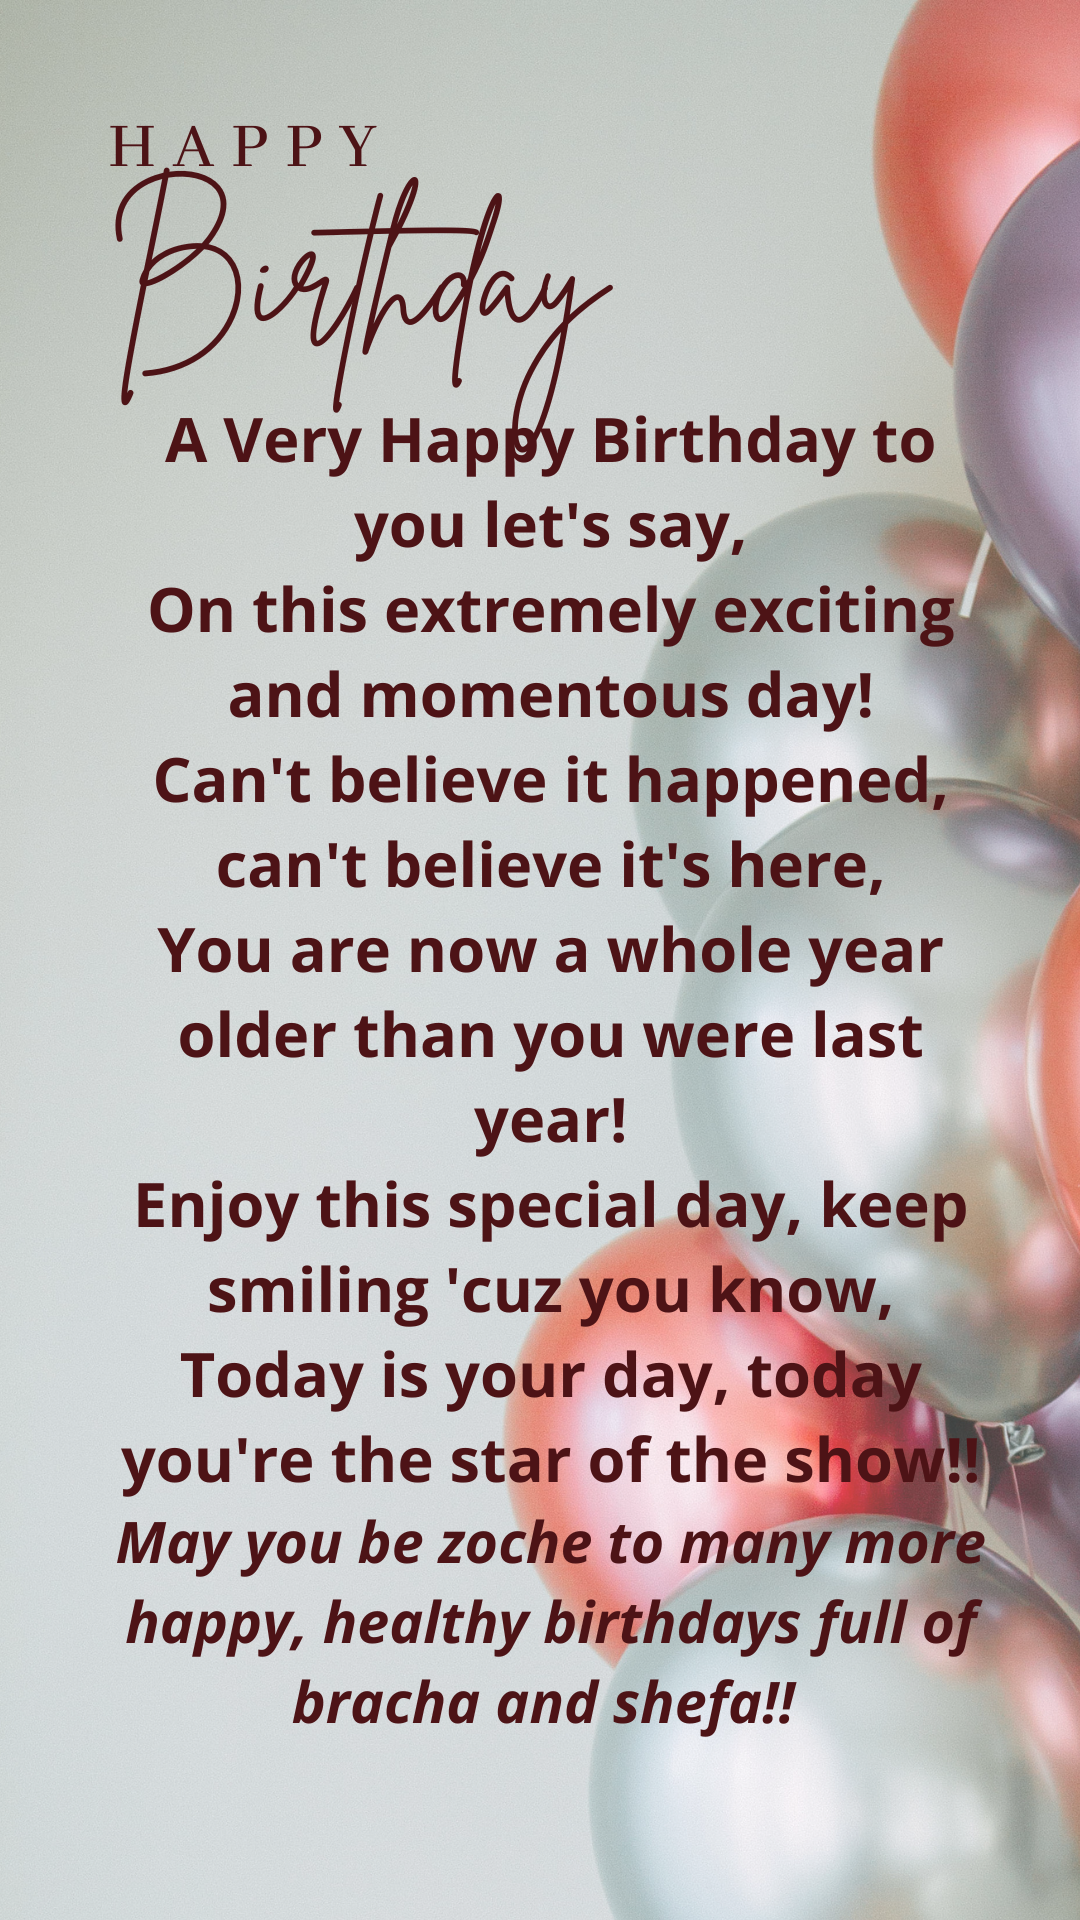 HAPPY
Birthday
A Very Happy Birthday to
you let's say,
On this extremely exciting
and momentous day!
Can't believe it happened,
can't believe it's here,
You are now a whole year
older than you were last
year!
Enjoy this special day, keep
smiling 'cuz you know,
Today is your day, today
you're the star of the show!!
May you be zoche to many more
happy, healthy birthdays full of
bracha and shefa!!